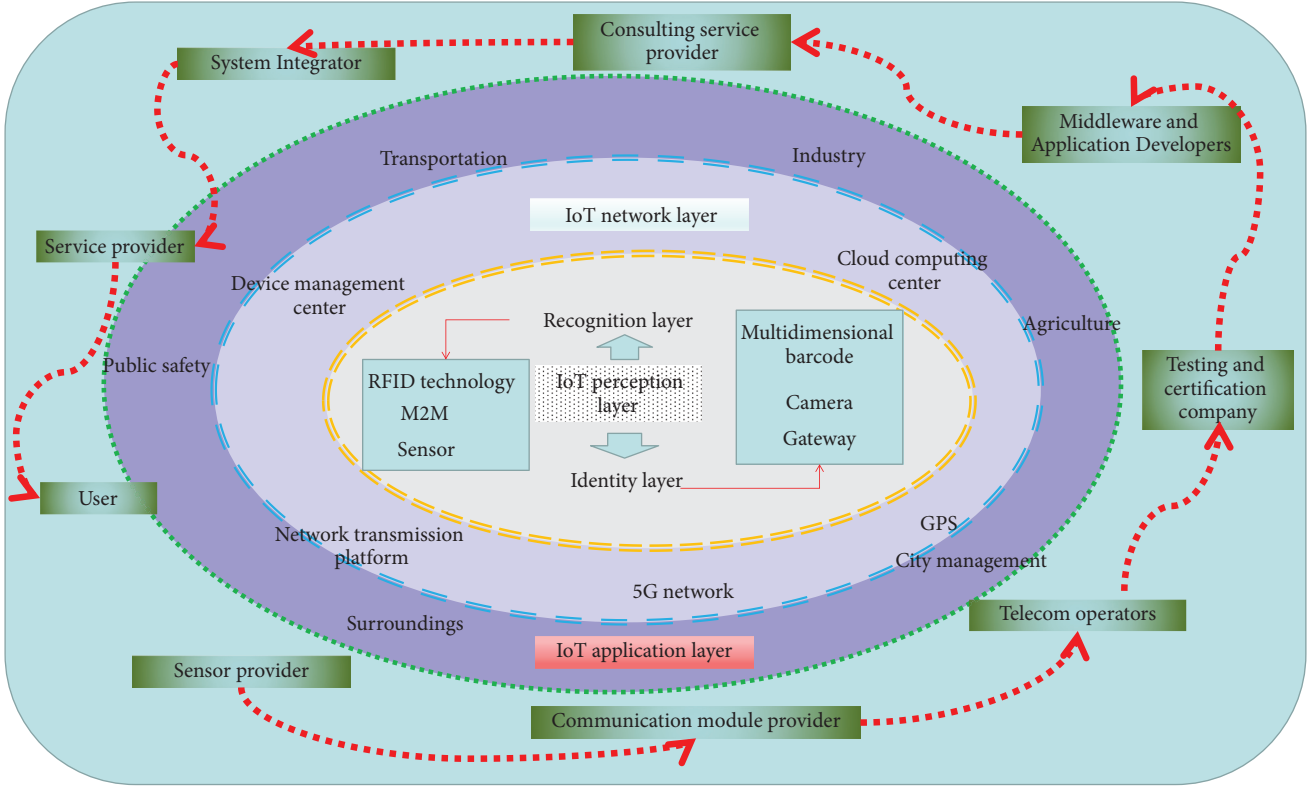 Consulting service
provider
System Integrator
Middleware and
Application Developers
Transportation
Industry
IoT network layer
Service provider
Device management
center
Cloud computing
center
Recognition layer
Multidimensional
barcode
Agriculture
Public safety
RFID technology
M2M
Sensor
IoT perception
layer
Camera
Gateway
Testing and
certification
company
Identity layer
User
Network transmission
platform
GPS
City management
5G network
Surroundings
IoT application layer
Telecom operators
Sensor provider
Communication module provider